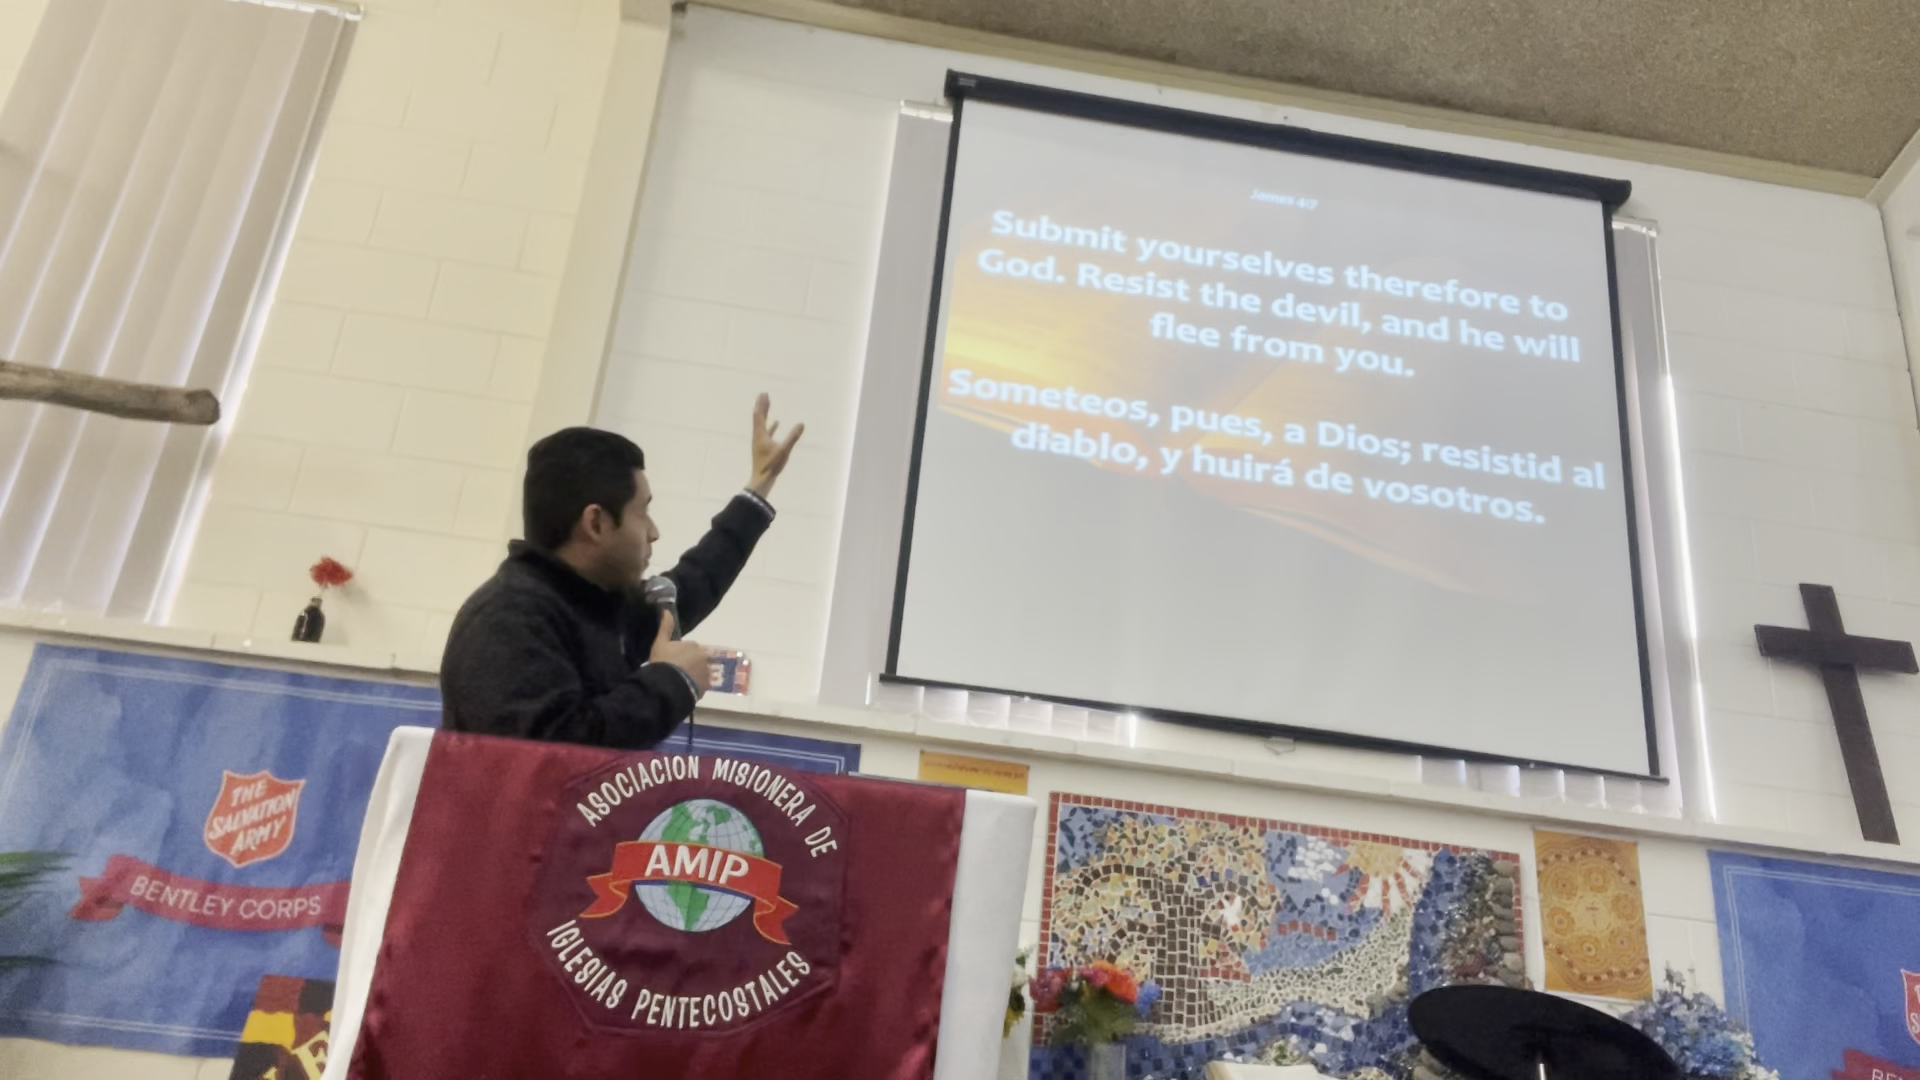 James 4:7
Submit yourselves therefore to
God. Resist the devil, and he will
flee from you.
Someteos, pues, a Dios; resistid al
diablo, y huirá de vosotros.
THE
SALVATION
ARMY
BENTLEY CORPS
ASOCIACION MISIONERA DE
AMIP
IGLESIAS PENTECOSTALES